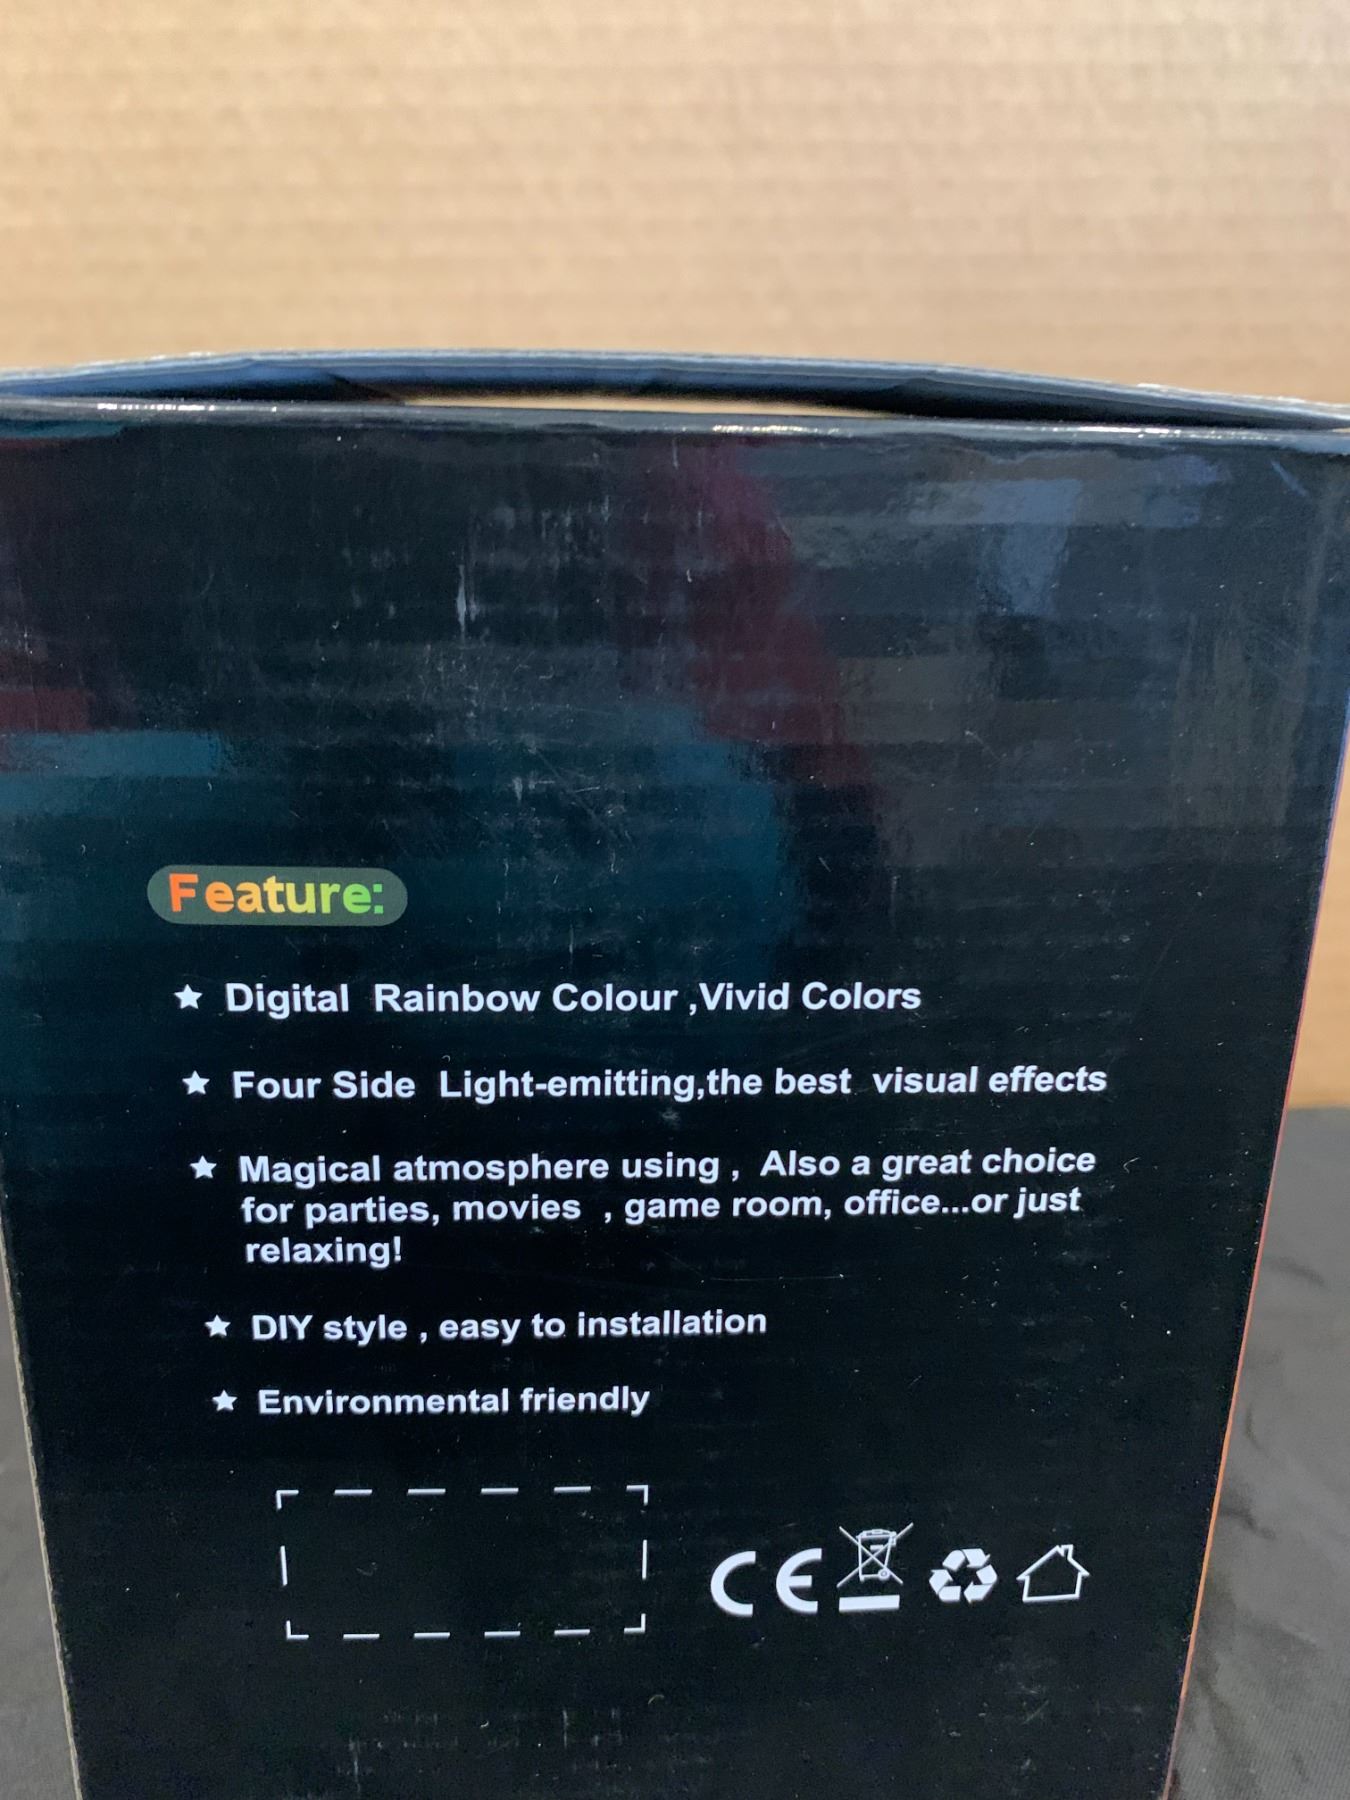 Feature:
★ Digital Rainbow Colour ,Vivid Colors
★ Four Side Light-emitting,the best visual effects
★ Magical atmosphere using , Also a great choice
for parties, movies , game room, office...or just
relaxing!
★ DIY style , easy to installation
★ Environmental friendly
CE